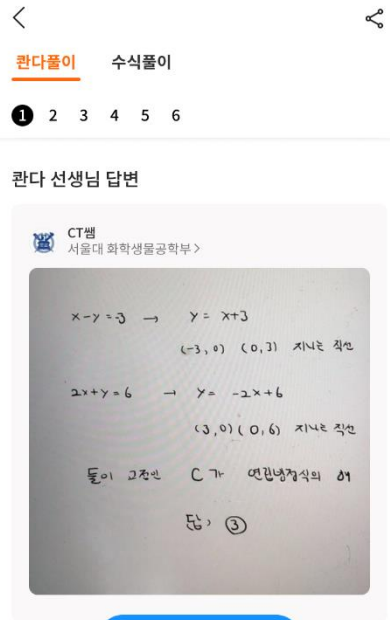 콴다풀이 수식풀이
1 2 3 4 5 6
콴다 선생님 답변
CT쌤
서울대 화학생물공학부 >
x-y=-3 → y= x+3
(-3,0) (0,3) 지나는 직선
2x+y=6 → y= -2x+6
(3,0) (0,6) 지나는 직선
둘이 교점인 C가 연립방정식의 해
답, ③